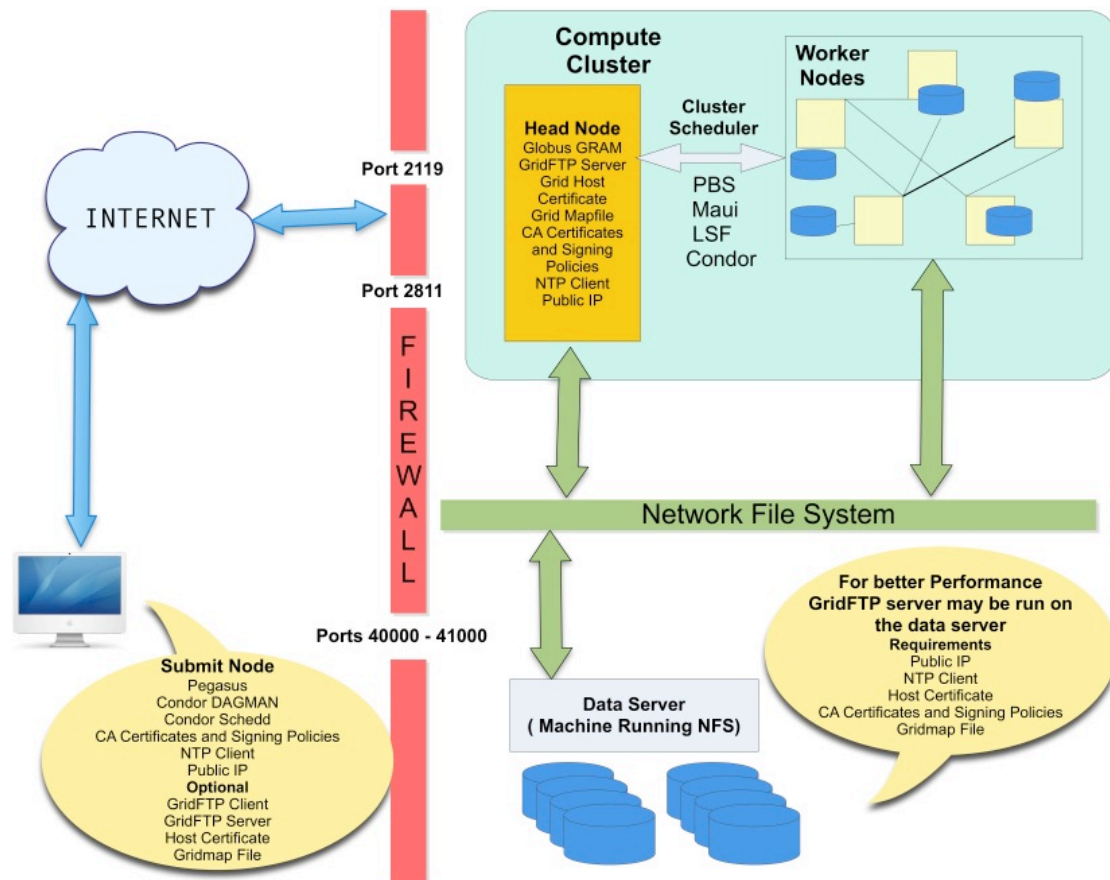 Compute
Cluster
Worker
Nodes
Head Node
Globus GRAM
GridFTP Server
Grid Host
Certificate
Grid Mapfile
CA Certificates
and Signing
Policies
NTP Client
Public IP
Cluster
Scheduler
PBS
Maui
LSF
Condor
INTERNET
Port 2119
Port 2811
FIREWALL
Ports 40000 - 41000
Network File System
Submit Node
Pegasus
Condor DAGMAN
Condor Schedd
CA Certificates and Signing Policies
NTP Client
Public IP
Optional
GridFTP Client
GridFTP Server
Host Certificate
Gridmap File
Data Server
( Machine Running NFS)
For better Performance
GridFTP server may be run on
the data server
Requirements
Public IP
NTP Client
Host Certificate
CA Certificates and Signing Policies
Gridmap File